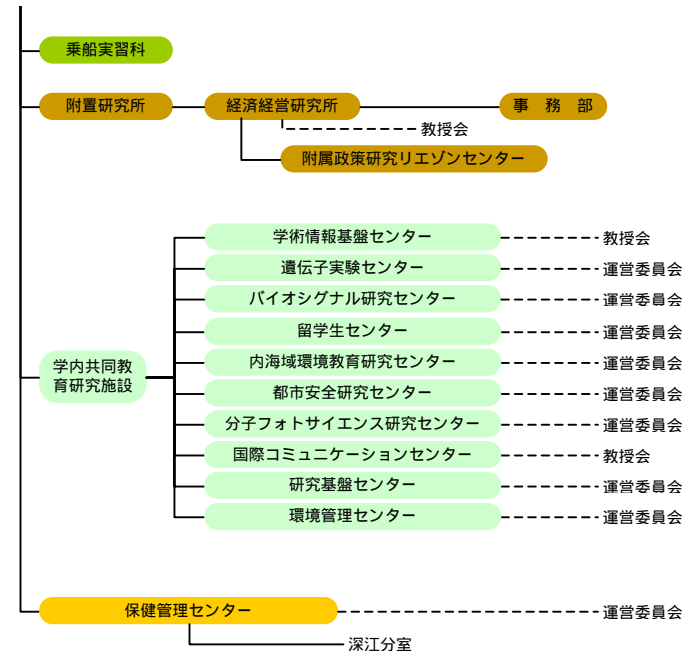 乗船実習科
附置研究所
経済経営研究所
事 務 部
教授会
附属政策研究リエゾンセンター
学術情報基盤センター
教授会
遺伝子実験センター
運営委員会
バイオシグナル研究センター
運営委員会
留学生センター
運営委員会
学内共同教
育研究施設
内海域環境教育研究センター
運営委員会
都市安全研究センター
運営委員会
分子フォトサイエンス研究センター
運営委員会
国際コミュニケーションセンター
教授会
研究基盤センター
運営委員会
環境管理センター
運営委員会
保健管理センター
運営委員会
深江分室